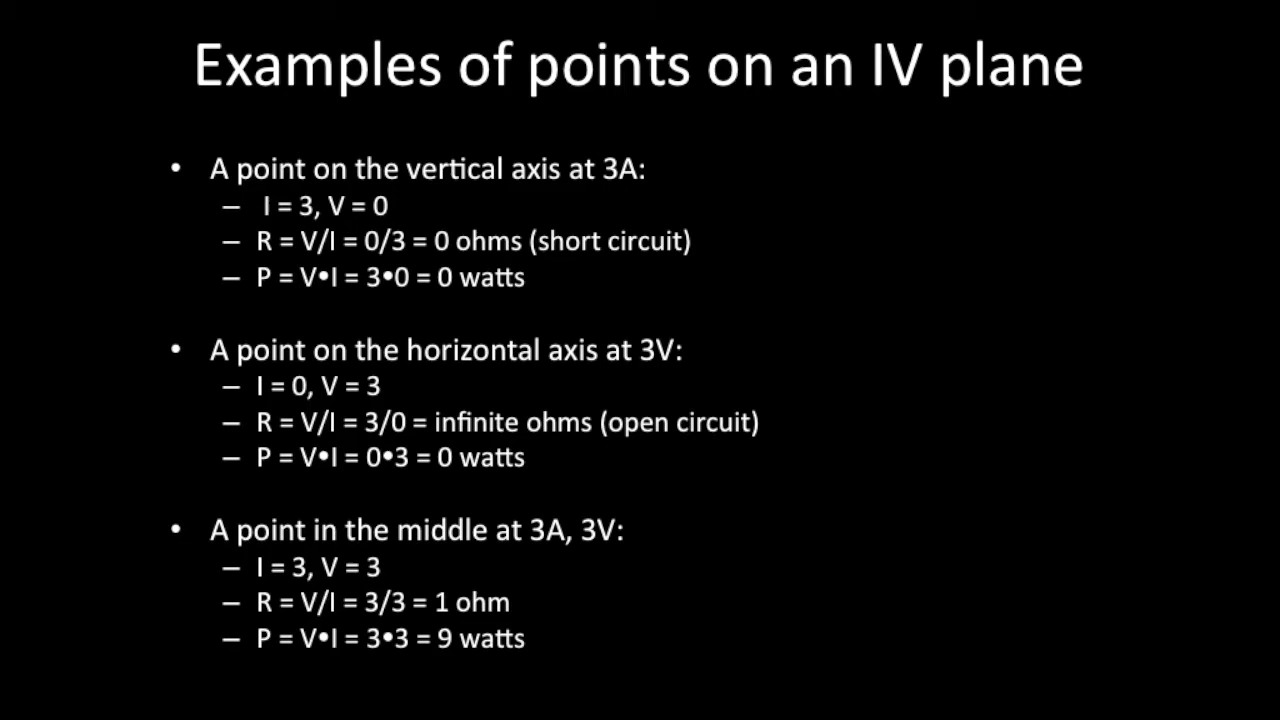 Examples of points on an IV plane
• A point on the vertical axis at 3A:
– I = 3, V = 0
– R = V/I = 0/3 = 0 ohms (short circuit)
– P = V•I = 3•0 = 0 watts
• A point on the horizontal axis at 3V:
– I = 0, V = 3
– R = V/I = 3/0 = infinite ohms (open circuit)
– P = V•I = 0•3 = 0 watts
• A point in the middle at 3A, 3V:
– I = 3, V = 3
– R = V/I = 3/3 = 1 ohm
– P = V•I = 3•3 = 9 watts